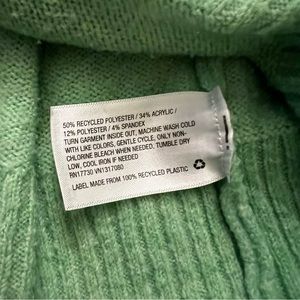 50% RECYCLED POLYESTER / 34% ACRYLIC /
12% POLYESTER / 4% SPANDEX
TURN GARMENT INSIDE OUT, MACHINE WASH COLD
WITH LIKE COLORS, GENTLE CYCLE, ONLY NON-
CHLORINE BLEACH WHEN NEEDED, TUMBLE DRY
LOW, COOL IRON IF NEEDED
RN17730 VN1317080
LABEL MADE FROM 100% RECYCLED PLASTIC